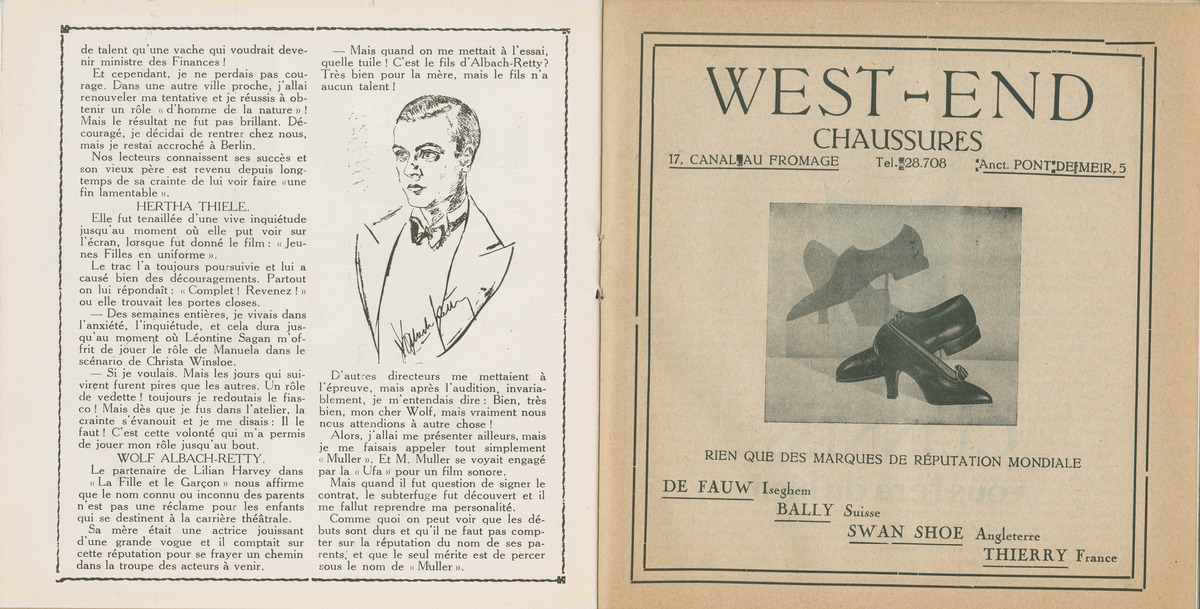 de talent qu'une vache qui voudrait deve-
nir ministre des Finances !
Et cependant, je ne perdais pas cou-
rage. Dans une autre ville proche, j'allai
renouveler ma tentative et je réussis à ob-
tenir un rôle « d'homme de la nature » !
Mais le résultat ne fut pas brillant. Dé-
couragé, je décidai de rentrer chez nous,
mais je restai accroché à Berlin.
Nos lecteurs connaissent ses succès et
son vieux père est revenu depuis long-
temps de sa crainte de lui voir faire «une
fin lamentable ».
HERTHA THIELE.
Elle fut tenaillée d'une vive inquiétude
jusqu'au moment où elle put voir sur
l'écran, lorsque fut donné le film : « Jeu-
nes Filles en uniforme ».
Le trac l'a toujours poursuivie et lui a
causé bien des découragements. Partout
on lui répondait : « Complet ! Revenez ! »
ou elle trouvait les portes closes.
— Des semaines entières, je vivais dans
l'anxiété, l'inquiétude, et cela dura jus-
qu'au moment où Léontine Sagan m'of-
frit de jouer le rôle de Manuela dans le
scénario de Christa Winsloe.
— Si je voulais. Mais les jours qui sui-
virent furent pires que les autres. Un rôle
de vedette ! toujours je redoutais le fias-
co ! Mais dès que je fus dans l'atelier, la
crainte s'évanouit et je me disais : Il le
faut ! C'est cette volonté qui m'a permis
de jouer mon rôle jusqu'au bout.
WOLF ALBACH-RETTY.
Le partenaire de Lilian Harvey dans
« La Fille et le Garçon » nous affirme
que le nom connu ou inconnu des parents
n'est pas une réclame pour les enfants
qui se destinent à la carrière théâtrale.
Sa mère était une actrice jouissant
d'une grande vogue et il comptait sur
cette réputation pour se frayer un chemin
dans la troupe des acteurs à venir.
— Mais quand on me mettait à l'essai,
quelle tuile ! C'est le fils d'Albach-Retty?
Très bien pour la mère, mais le fils n'a
aucun talent !
D'autres directeurs me mettaient à
l'épreuve, mais après l'audition, invaria-
blement, je m'entendais dire : Bien, très
bien, mon cher Wolf, mais vraiment nous
nous attendions à autre chose !
Alors, j'allai me présenter ailleurs, mais
je me faisais appeler tout simplement
« Muller ». Et M. Muller se voyait engagé
par la « Ufa » pour un film sonore.
Mais quand il fut question de signer le
contrat, le subterfuge fut découvert et il
me fallut reprendre ma personalité.
Comme quoi on peut voir que les dé-
buts sont durs et qu'il ne faut pas comp-
ter sur la réputation du nom de ses pa-
rents, et que le seul mérite est de percer
sous le nom de « Muller ».
WEST-END
CHAUSSURES
17, CANAL AU FROMAGE Tel. 28.708 Anct. PONT DE MEIR, 5
RIEN QUE DES MARQUES DE RÉPUTATION MONDIALE
DE FAUW Iseghem
BALLY Suisse
SWAN SHOE Angleterre
THIERRY France